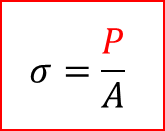 σ = P/A